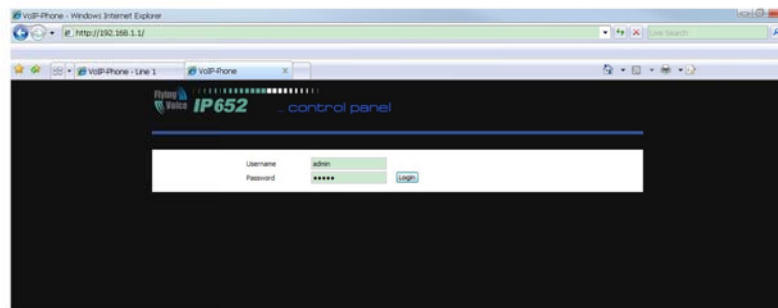 VoIP-Phone - Windows Internet Explorer
http://192.168.1.1/
Live Search
VoIP-Phone - Line 1
VoIP-Phone
Flying Voice
IP652
_ control panel
Username
admin
Password
Login